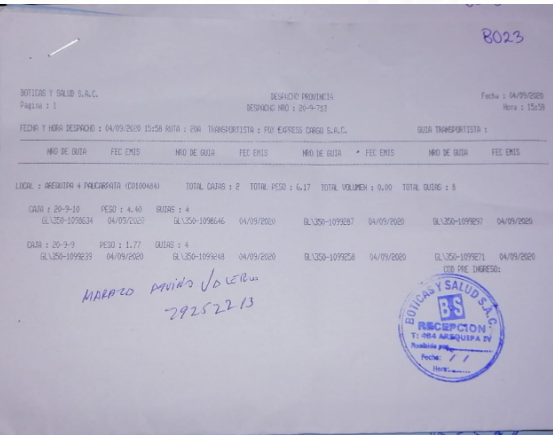 B023
BOTICAS Y SALUD S.A.C. DESPACHO PROVINCIA Fecha : 04/09/2020
Pagina : 1 DESPACHO NRO : 20-9-753 Hora : 15:59
FECHA Y HORA DESPACHO : 04/09/2020 15:58 RUTA : 20A TRANSPORTISTA : FOX EXPRESS CARGO S.A.C. GUIA TRANSPORTISTA :
NRO DE GUIA FEC EMIS NRO DE GUIA FEC EMIS NRO DE GUIA FEC EMIS NRO DE GUIA FEC EMIS
LOCAL : AREQUIPA 4 PAUCARPATA (C0100484) TOTAL CAJAS : 2 TOTAL PESO : 6.17 TOTAL VOLUMEN : 0.00 TOTAL GUIAS : 8
CAJA : 20-9-10 PESO : 4.40 GUIAS : 4
GL\350-1098634 04/09/2020 GL\350-1098646 04/09/2020 GL\350-1099287 04/09/2020 GL\350-1099297 04/09/2020
CAJA : 20-9-9 PESO : 1.77 GUIAS : 4
GL\350-1099239 04/09/2020 GL\350-1099248 04/09/2020 GL\350-1099258 04/09/2020 GL\350-1099271 04/09/2020
COD PRE INGRESO:
29252213
BOTICAS Y SALUD S.A.C.
BS
RECEPCION
T: 484 AREQUIPA IV
Recibido por
Fecha: / /
Hora: